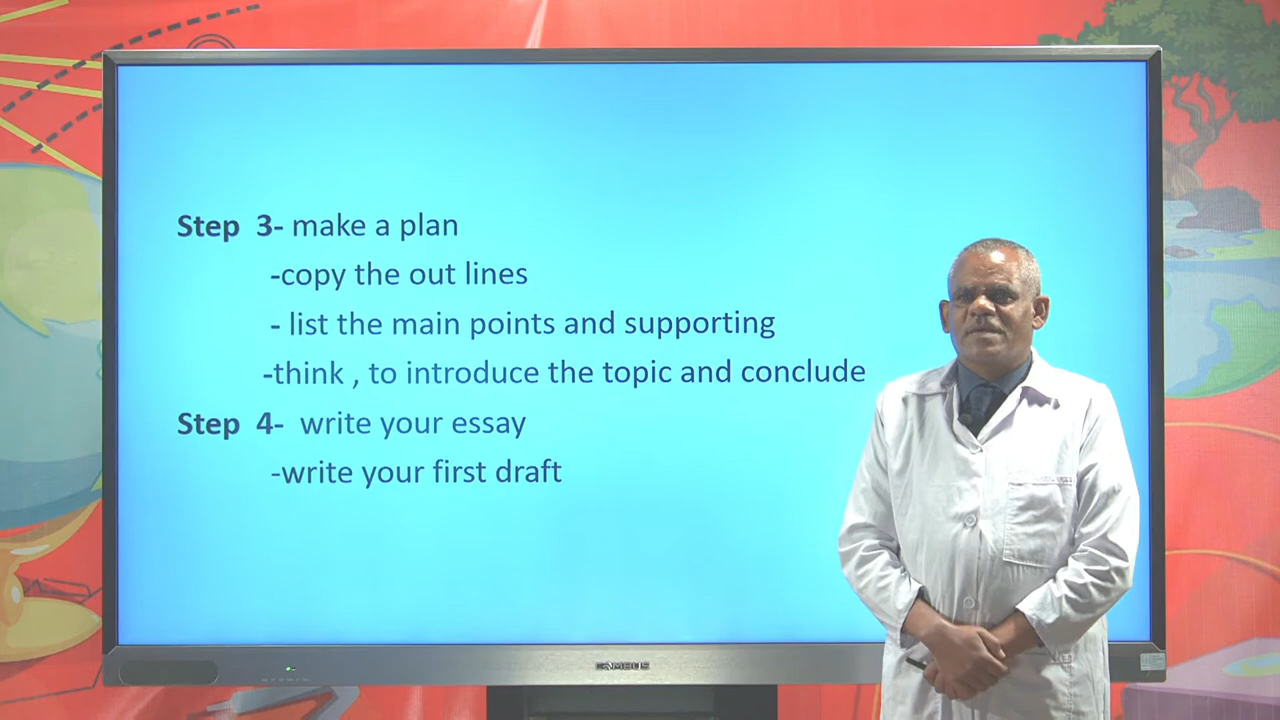 Step 3- make a plan
-copy the out lines
- list the main points and supporting
-think , to introduce the topic and conclude
Step 4- write your essay
-write your first draft